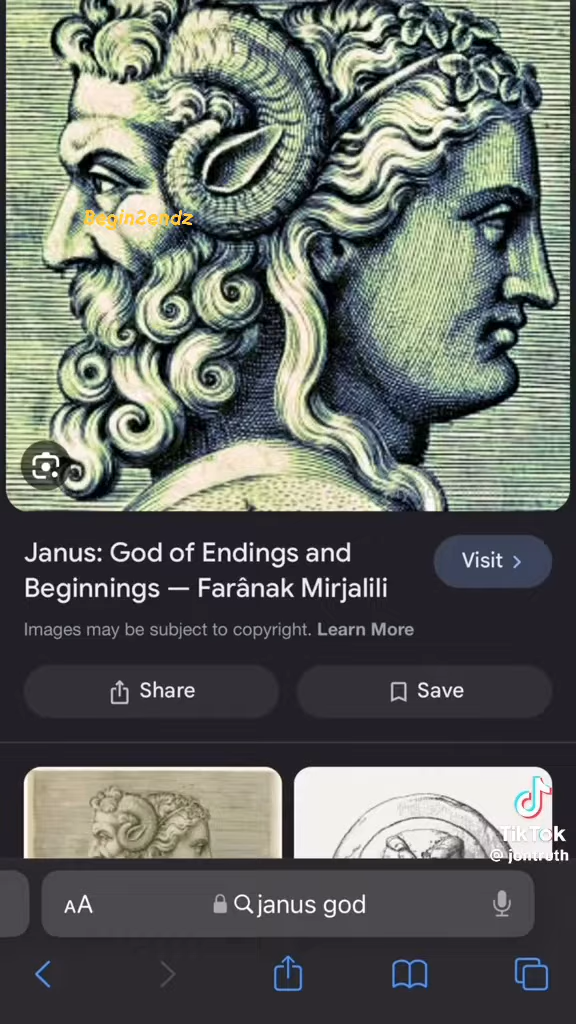 Begin2endz
Janus: God of Endings and
Beginnings — Farânak Mirjalili
Visit
Images may be subject to copyright. Learn More
Share
Save
TikTok
@jontruth
AA
janus god